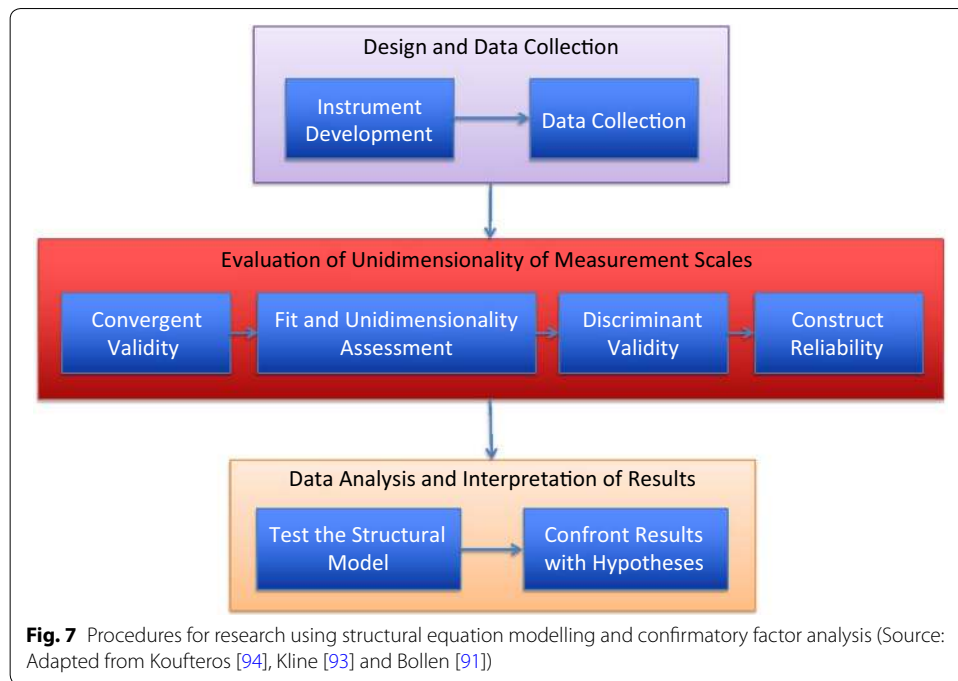 Design and Data Collection
Instrument
Development
Data Collection
Evaluation of Unidimensionality of Measurement Scales
Convergent
Validity
Fit and Unidimensionality
Assessment
Discriminant
Validity
Construct
Reliability
Data Analysis and Interpretation of Results
Test the Structural
Model
Confront Results
with Hypotheses
Fig. 7 Procedures for research using structural equation modelling and confirmatory factor analysis (Source:
Adapted from Koufteros [94], Kline [93] and Bollen [91])